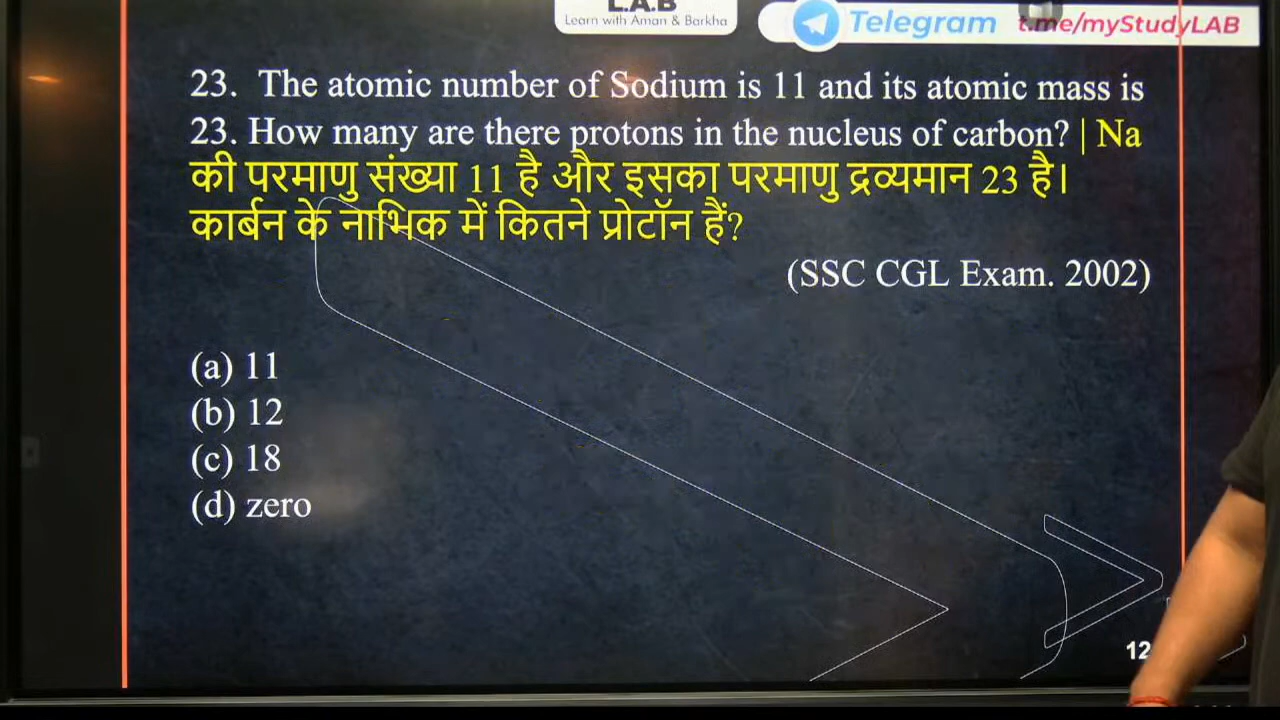 L.A.B
Learn with Aman & Barkha
Telegram t.me/myStudyLAB
23. The atomic number of Sodium is 11 and its atomic mass is
23. How many are there protons in the nucleus of carbon? | Na
की परमाणु संख्या 11 है और इसका परमाणु द्रव्यमान 23 है।
कार्बन के नाभिक में कितने प्रोटॉन हैं?
(SSC CGL Exam. 2002)
(a) 11
(b) 12
(c) 18
(d) zero
12